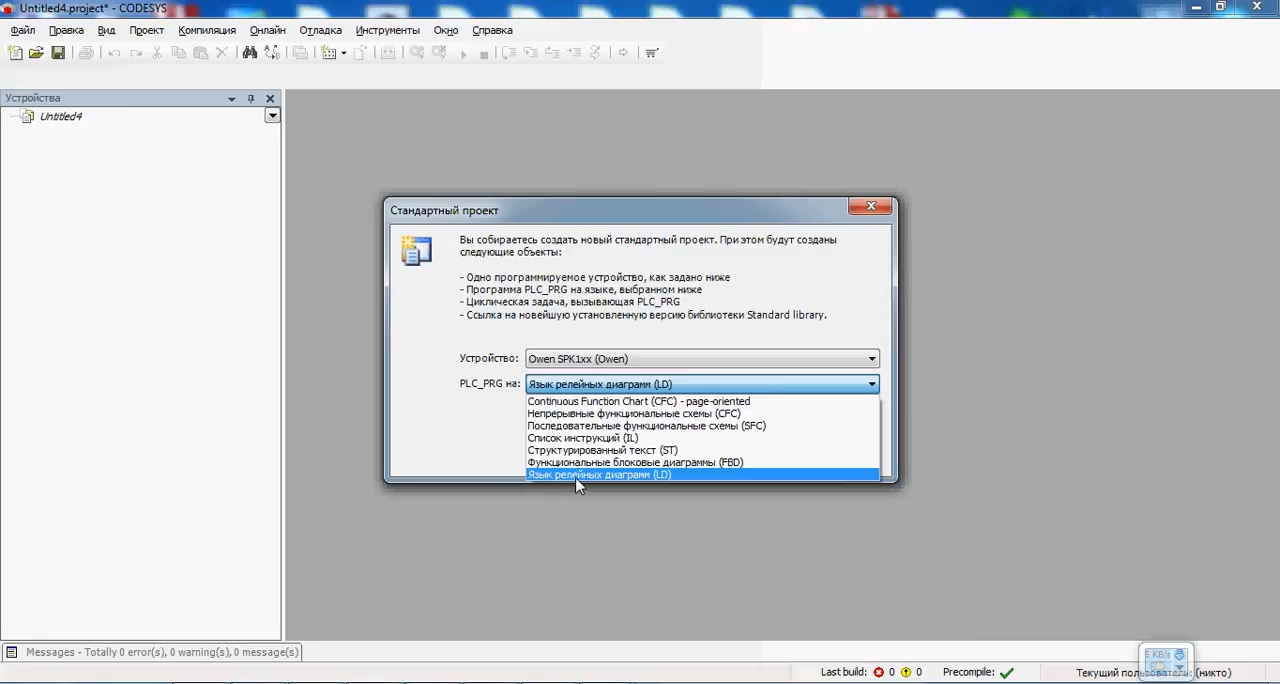 Untitled4.project* - CODESYS
Файл Правка Вид Проект Компиляция Онлайн Отладка Инструменты Окно Справка
Устройства
Untitled4
Стандартный проект
Вы собираетесь создать новый стандартный проект. При этом будут созданы
следующие объекты:
- Одно программируемое устройство, как задано ниже
- Программа PLC_PRG на языке, выбранном ниже
- Циклическая задача, вызывающая PLC_PRG
- Ссылка на новейшую установленную версию библиотеки Standard library.
Устройство: Owen SPK1xx (Owen)
PLC_PRG на: Язык релейных диаграмм (LD)
Continuous Function Chart (CFC) - page-oriented
Непрерывные функциональные схемы (CFC)
Последовательные функциональные схемы (SFC)
Список инструкций (IL)
Структурированный текст (ST)
Функциональные блоковые диаграммы (FBD)
Язык релейных диаграмм (LD)
Messages - Totally 0 error(s), 0 warning(s), 0 message(s)
5 KB/s
Last build: 0 0 Precompile: Текущий пользователь: (никто)